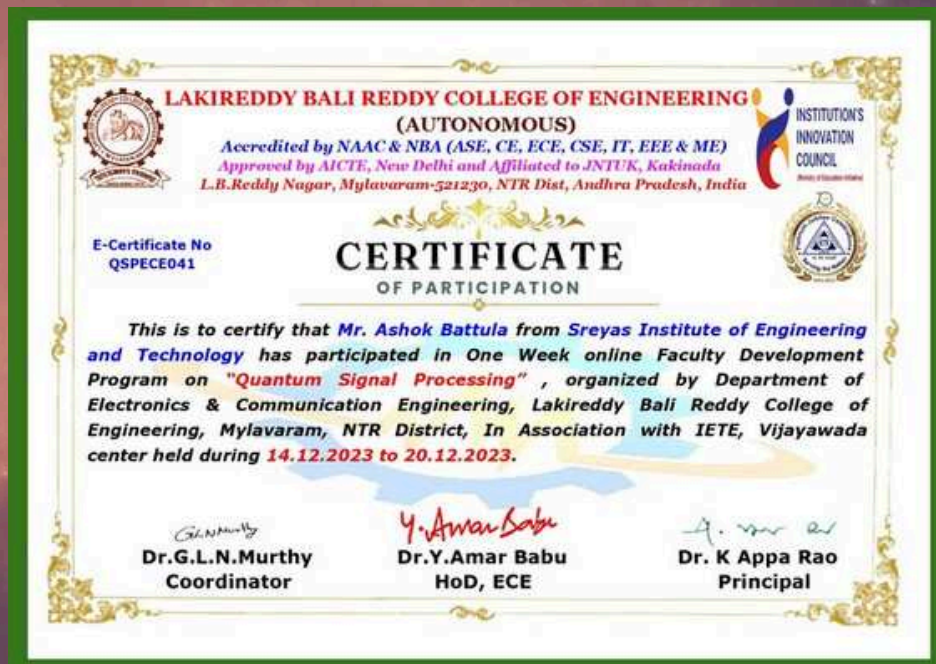 LAKIREDDY BALI REDDY COLLEGE OF ENGINEERING
(AUTONOMOUS)
Accredited by NAAC & NBA (ASE, CE, ECE, CSE, IT, EEE & ME)
Approved by AICTE, New Delhi and Affiliated to JNTUK, Kakinada
L.B.Reddy Nagar, Mylavaram-521230, NTR Dist, Andhra Pradesh, India
INSTITUTION'S
INNOVATION
COUNCIL
(Ministry of Education Initiative)
E-Certificate No
QSPECE041
CERTIFICATE
OF PARTICIPATION
This is to certify that Mr. Ashok Battula from Sreyas Institute of Engineering
and Technology has participated in One Week online Faculty Development
Program on "Quantum Signal Processing" , organized by Department of
Electronics & Communication Engineering, Lakireddy Bali Reddy College of
Engineering, Mylavaram, NTR District, In Association with IETE, Vijayawada
center held during 14.12.2023 to 20.12.2023.
GLNMurthy
Y. Amar Babu
Dr.G.L.N.Murthy
Dr.Y.Amar Babu
Dr. K Appa Rao
Coordinator
HoD, ECE
Principal